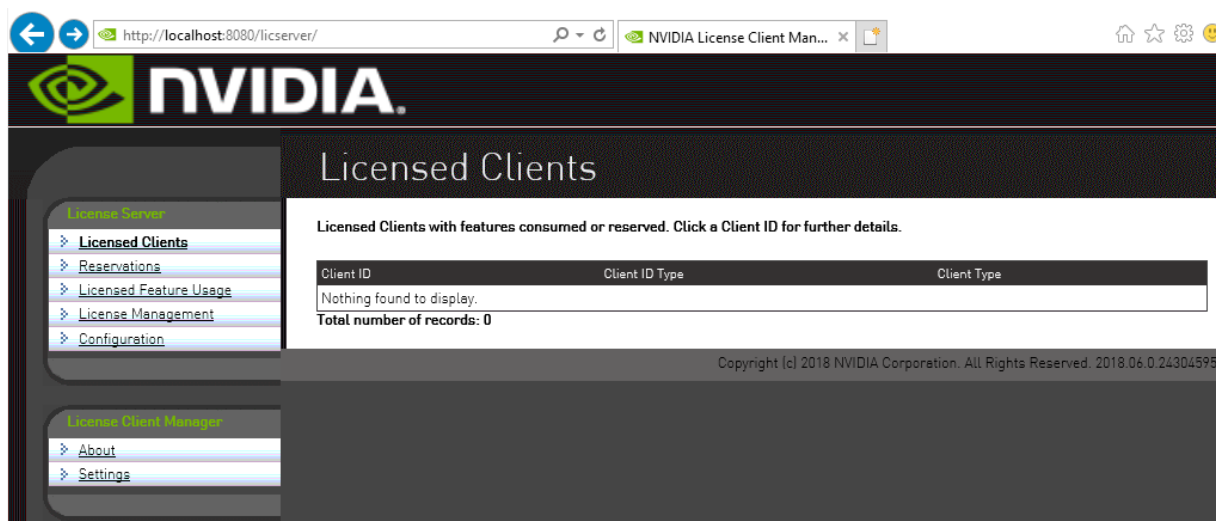 http://localhost:8080/licserver/
NVIDIA License Client Man...
NVIDIA.
Licensed Clients
License Server
Licensed Clients
Reservations
Licensed Feature Usage
License Management
Configuration
Licensed Clients with features consumed or reserved. Click a Client ID for further details.
Client ID Client ID Type Client Type
Nothing found to display.
Total number of records: 0
Copyright (c) 2018 NVIDIA Corporation. All Rights Reserved. 2018.06.0.24304595
License Client Manager
About
Settings